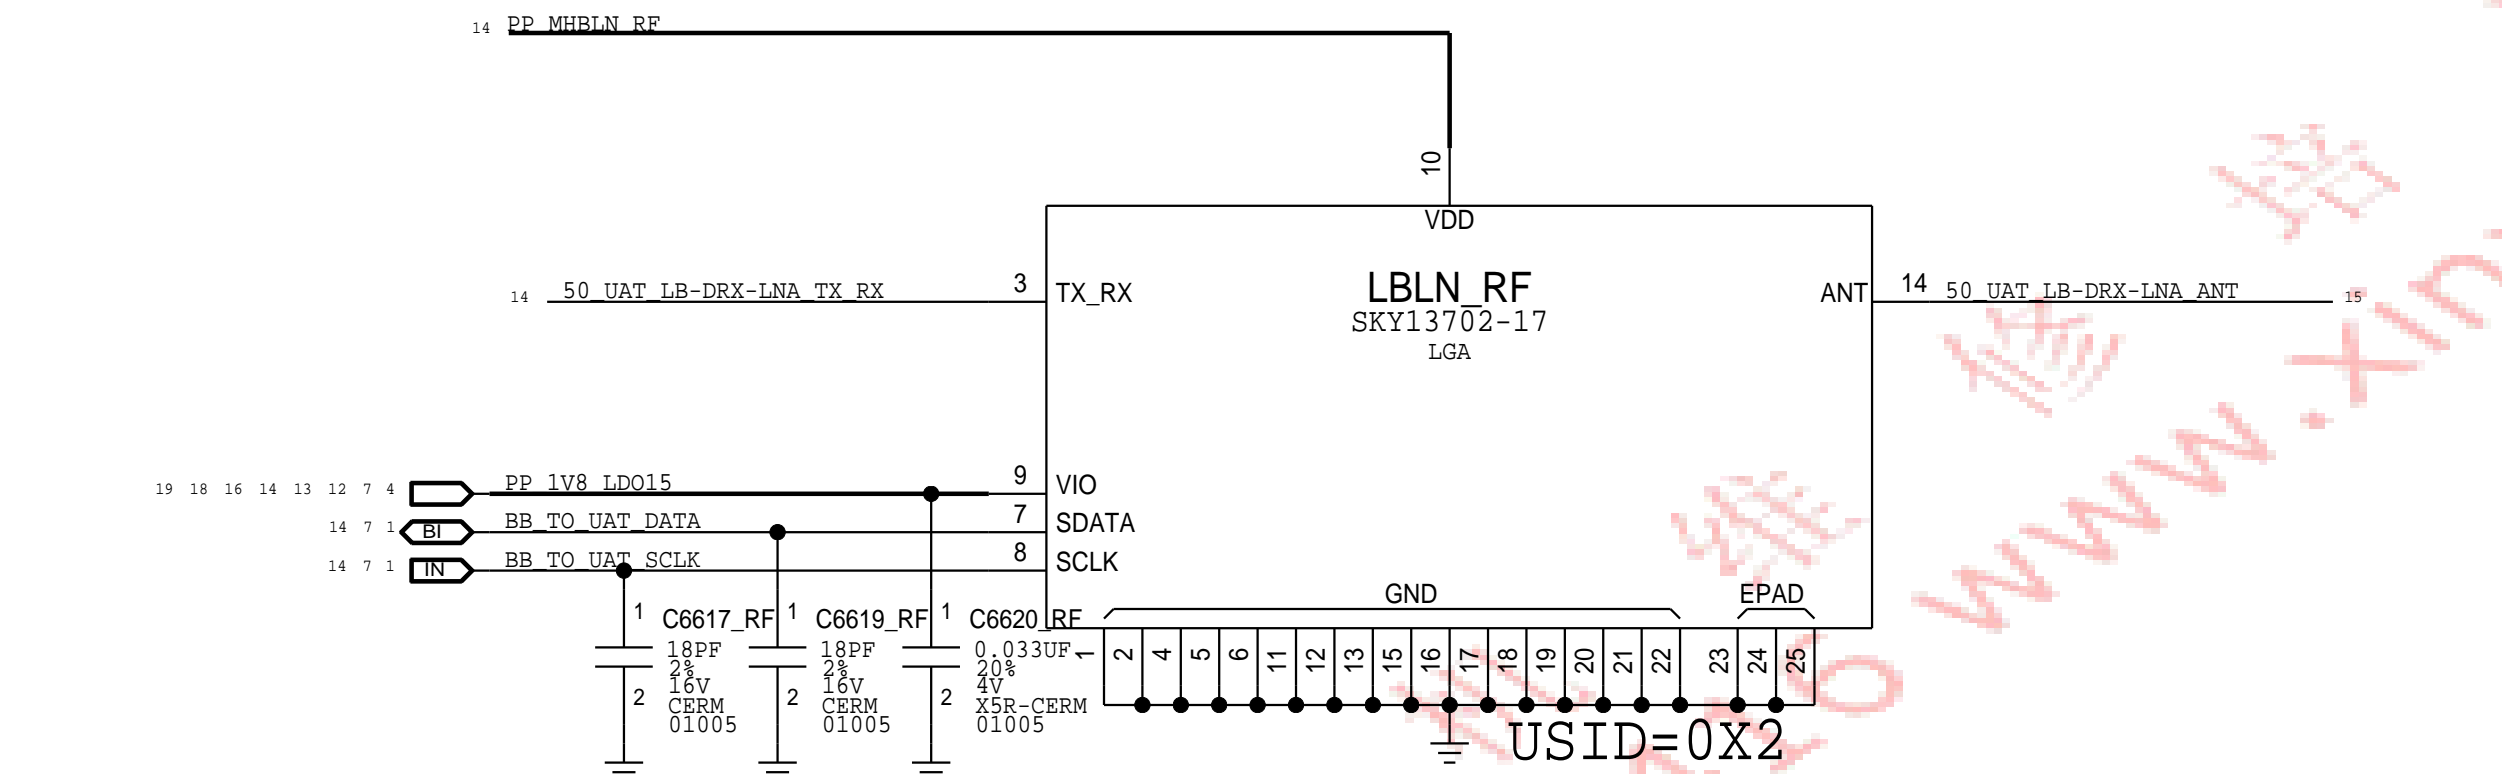 14 PP_MHBLN_RF
10
VDD
14 50_UAT_LB-DRX-LNA_TX_RX 3 TX_RX
LBLN_RF
SKY13702-17
LGA
ANT 14 50_UAT_LB-DRX-LNA_ANT 15
19 18 16 14 13 12 7 4 PP_1V8_LDO15 9 VIO
14 7 1 BI BB_TO_UAT_DATA 7 SDATA
14 7 1 IN BB_TO_UAT_SCLK 8 SCLK
GND EPAD
1 C6617_RF
18PF
2%
16V
2
CERM
01005
1 C6619_RF
18PF
2%
16V
2
CERM
01005
1 C6620_RF
0.033UF
20%
4V
2
X5R-CERM
01005
1 2 4 5 6 11 12 13 15 16 17 18 19 20 21 22 23 24 25
USID=0X2
www.xin